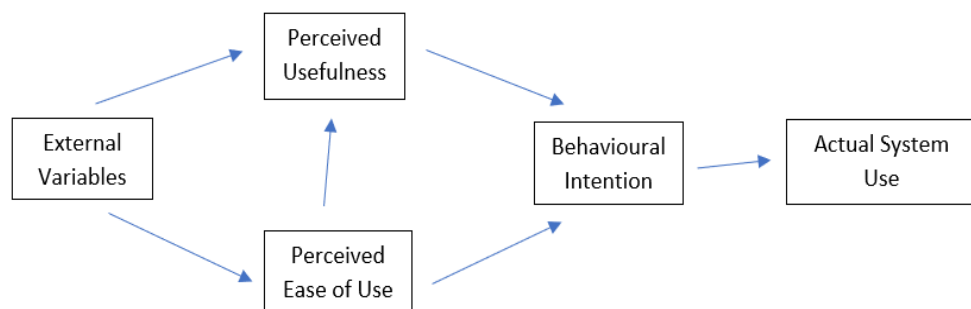 Perceived
Usefulness
External
Variables
Behavioural
Intention
Actual System
Use
Perceived
Ease of Use